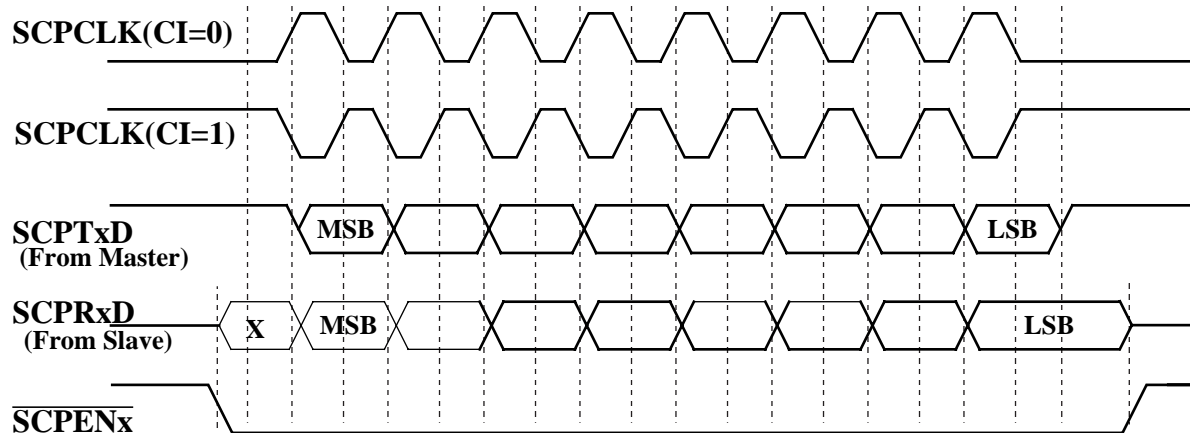 SCPCLK(CI=0)
SCPCLK(CI=1)
SCPTxD
(From Master)
MSB
LSB
SCPRxD
(From Slave)
X
MSB
LSB
SCPENx